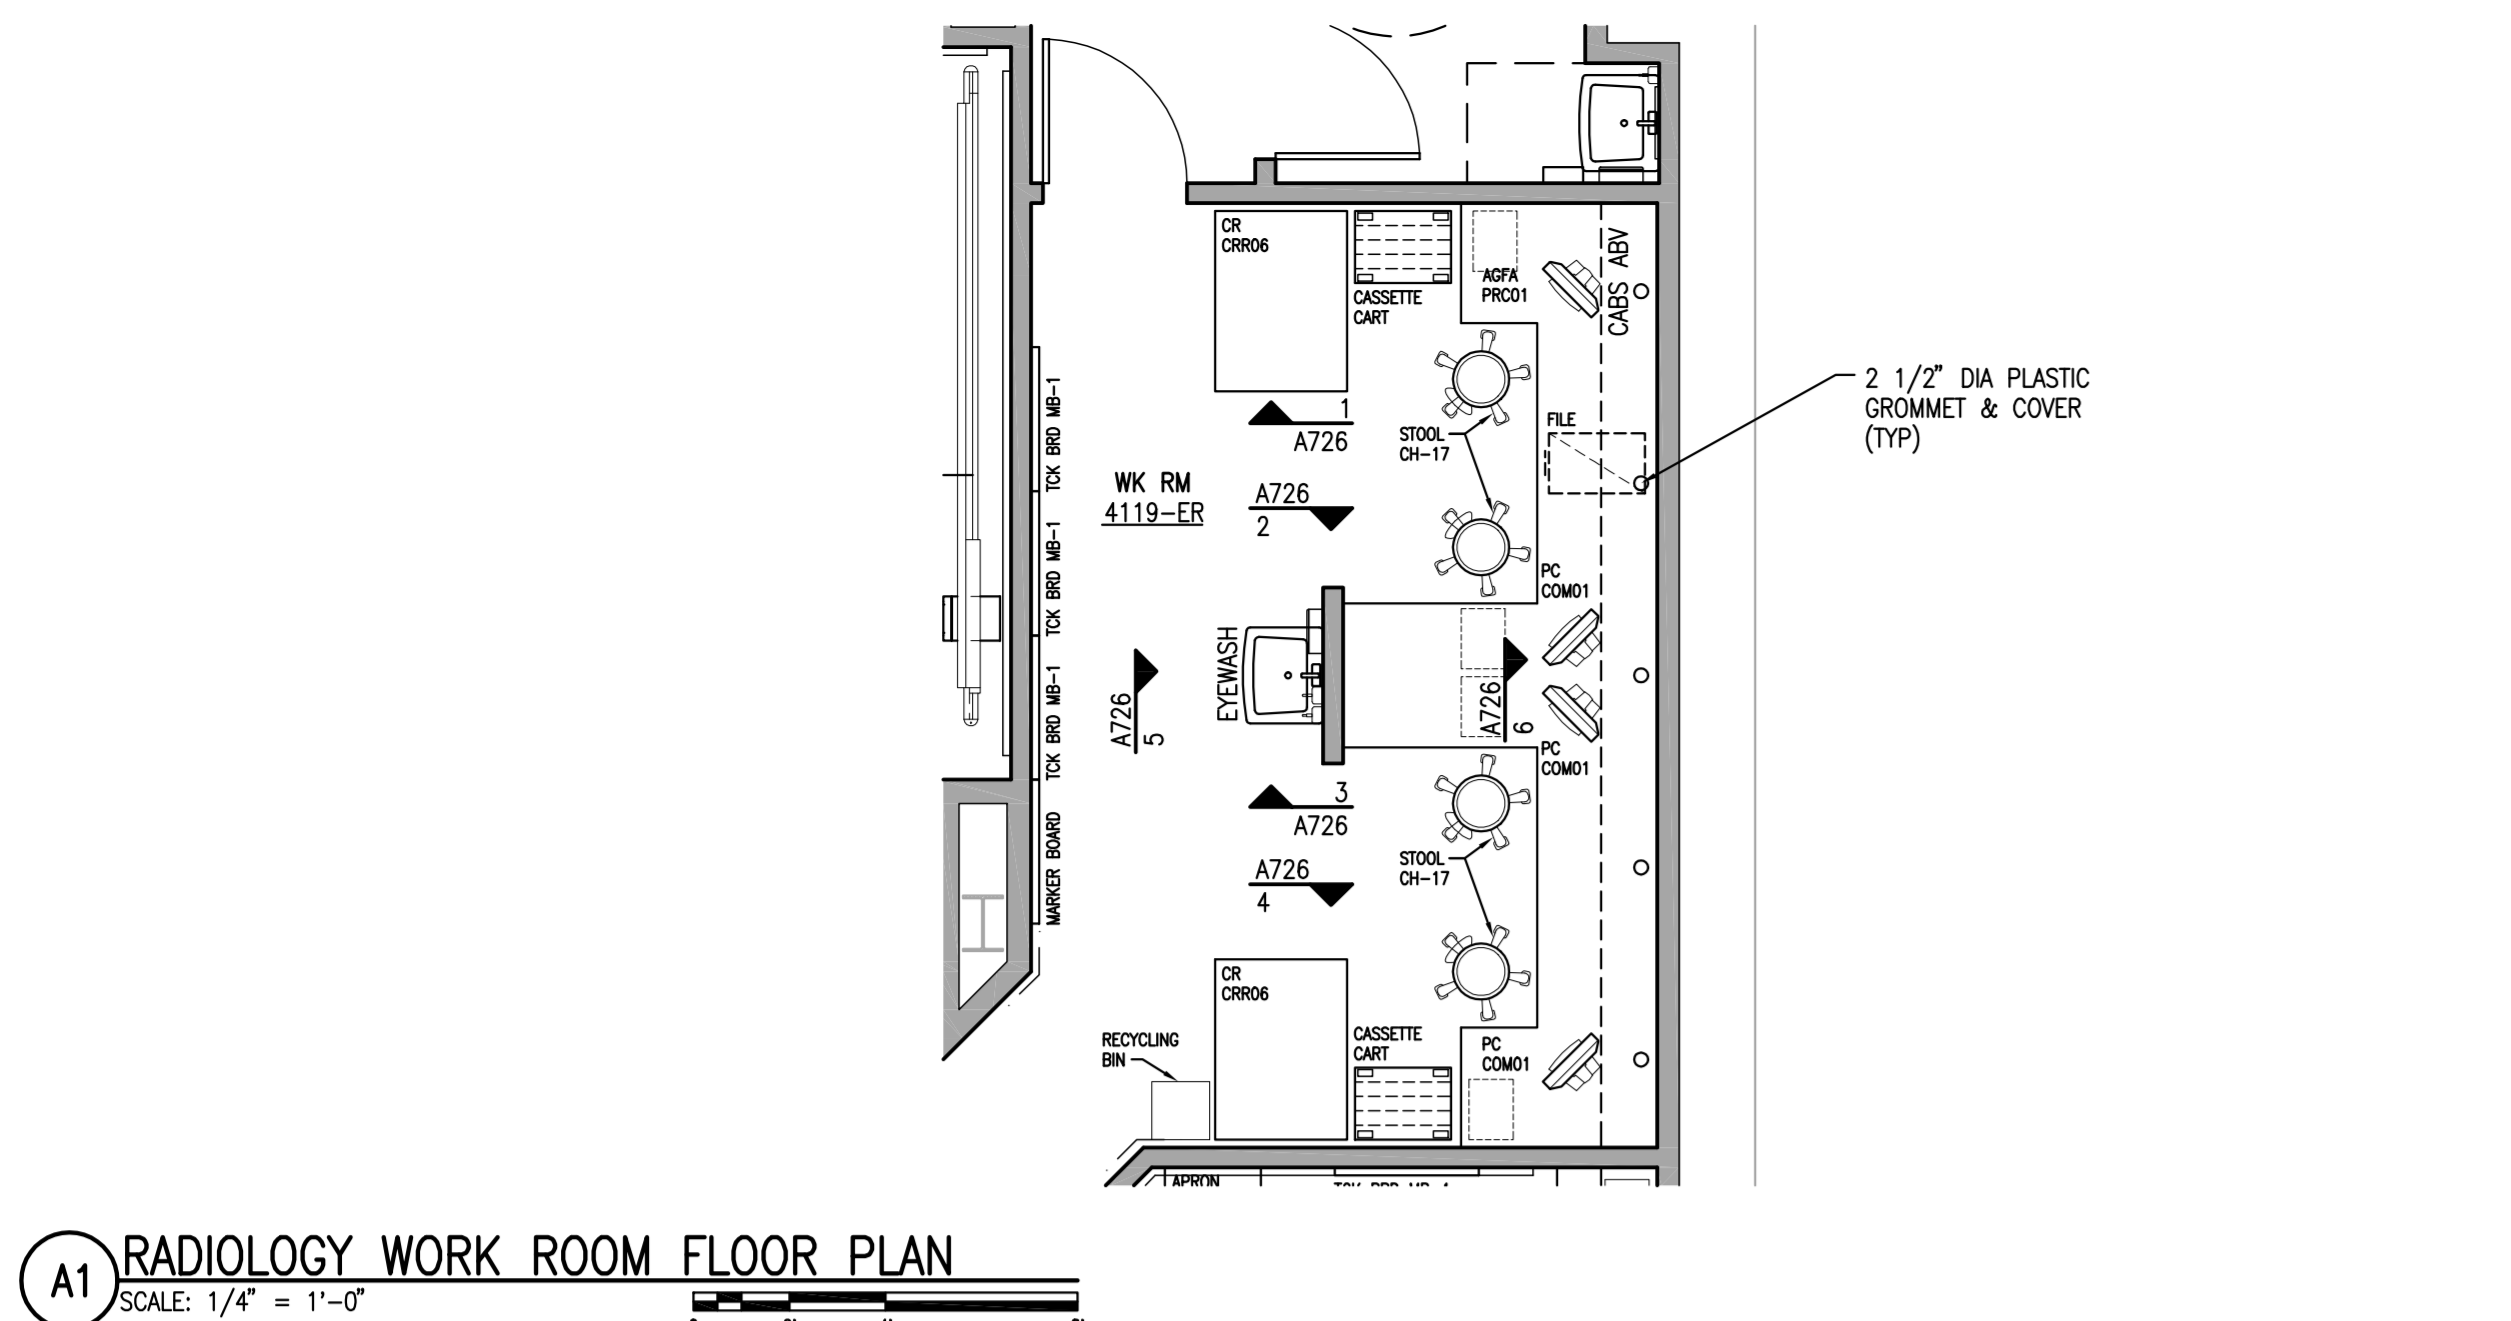 CR
CRR06
CASSETTE
CART
AGFA
PRC01
CABS ABV
2 1/2" DIA PLASTIC
GROMMET & COVER
(TYP)
1
A726
STOOL
CH-17
FILE
TCK BRD MB-1
WK RM
4119-ER
A726
2
TCK BRD MB-1
PC
COM01
EYEWASH
A726
5
A726
6
TCK BRD MB-1
PC
COM01
3
A726
A726
4
STOOL
CH-17
MARKER BOARD
CR
CRR06
RECYCLING
BIN
CASSETTE
CART
PC
COM01
APRON
A1
RADIOLOGY WORK ROOM FLOOR PLAN
SCALE: 1/4" = 1'-0"